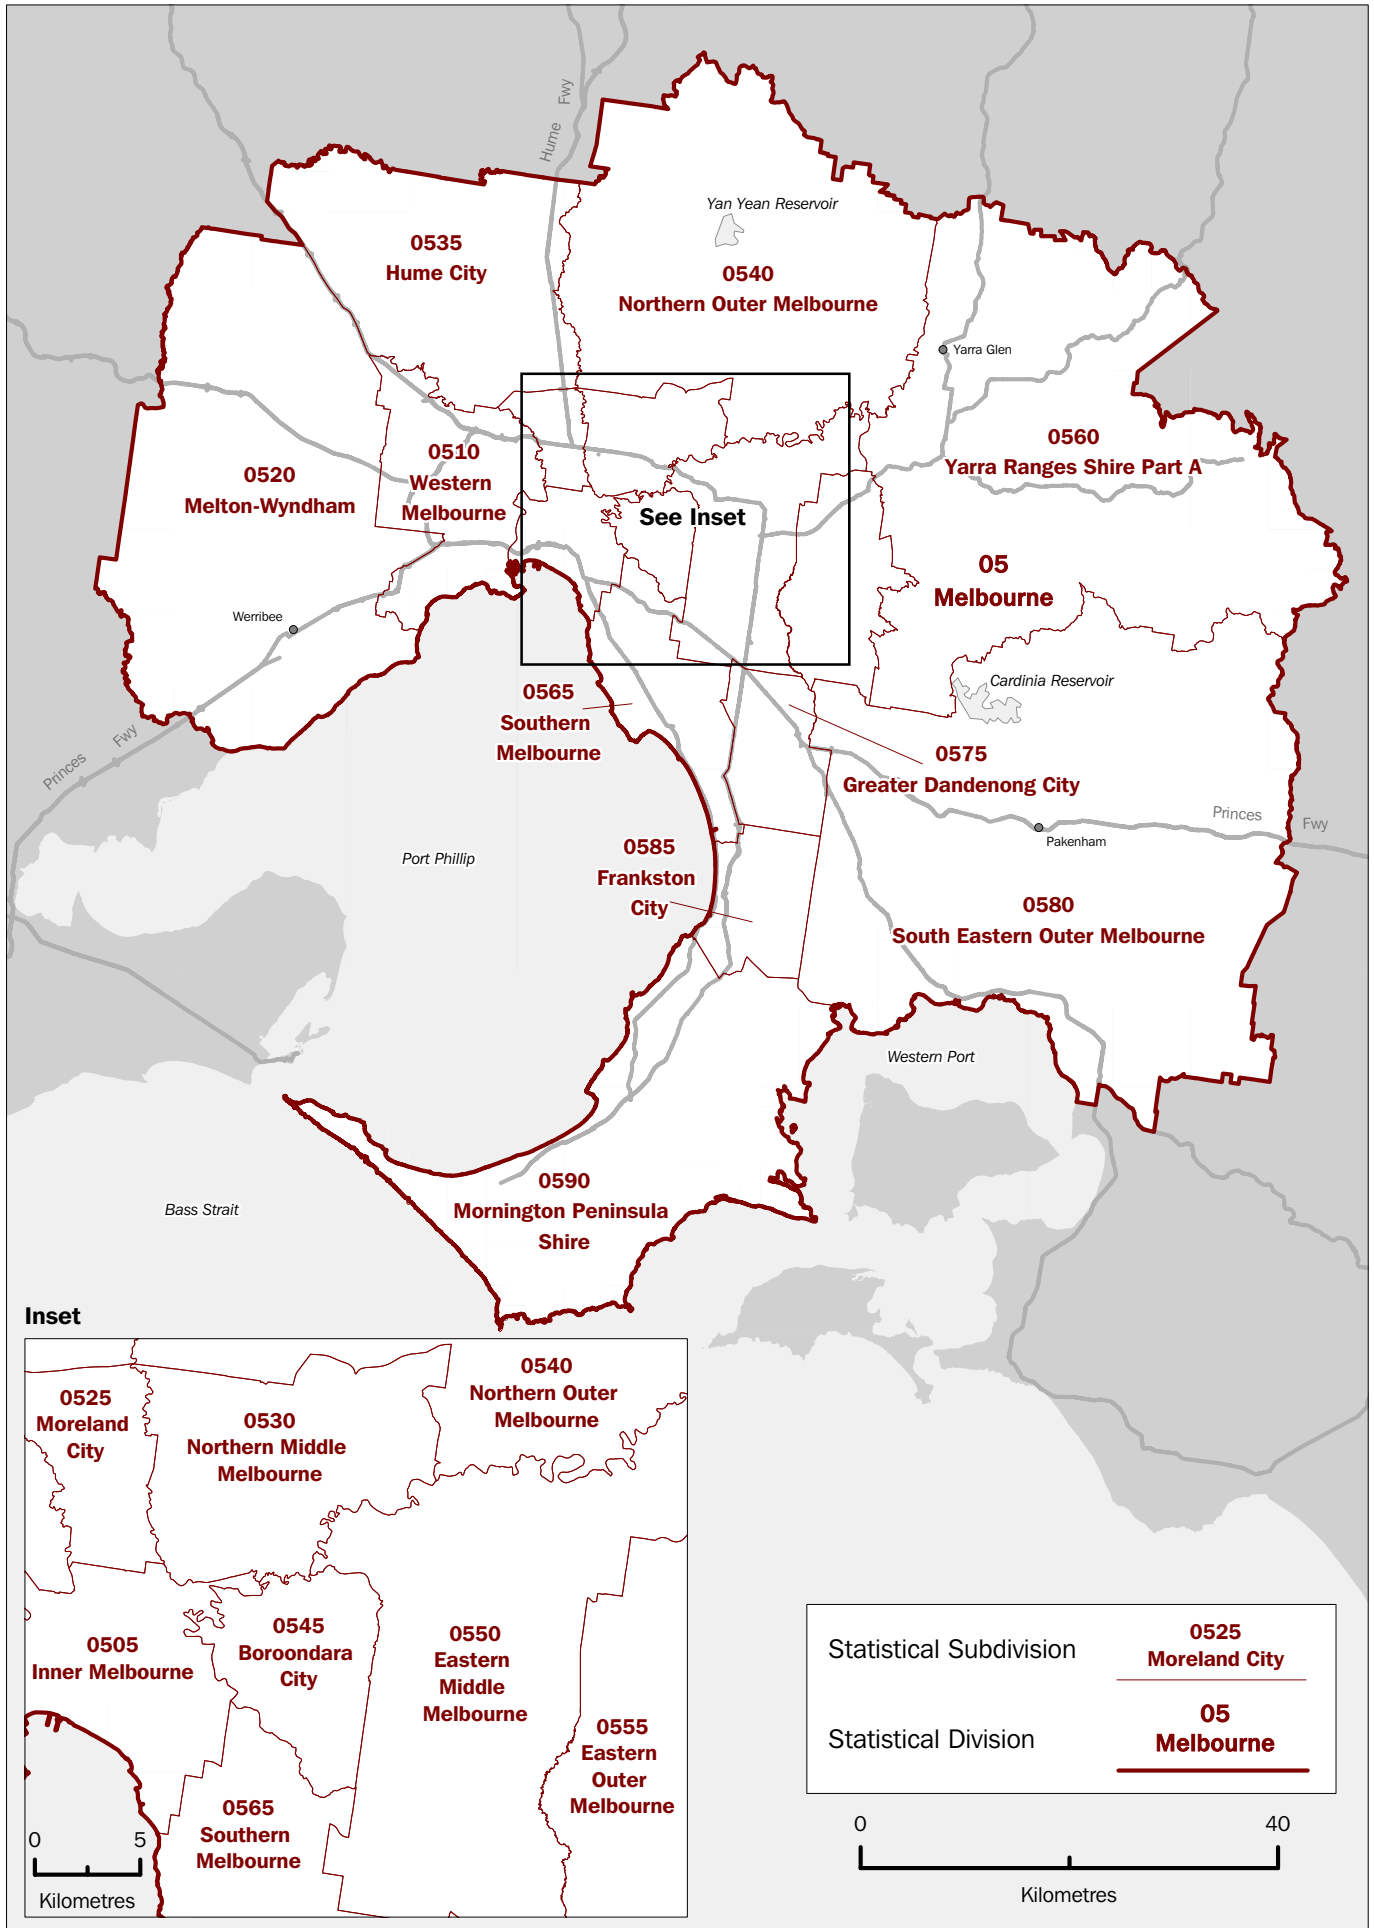 Hume Fwy
Yan Yean Reservoir
0535
Hume City
0540
Northern Outer Melbourne
Yarra Glen
0560
Yarra Ranges Shire Part A
0510
Western
Melbourne
0520
Melton-Wyndham
See Inset
05
Melbourne
Werribee
Cardinia Reservoir
0565
Southern
Melbourne
Princes Fwy
0575
Greater Dandenong City
Princes Fwy
Pakenham
Port Phillip
0585
Frankston
City
0580
South Eastern Outer Melbourne
Western Port
0590
Mornington Peninsula
Shire
Bass Strait
Inset
0540
Northern Outer
Melbourne
0525
Moreland
City
0530
Northern Middle
Melbourne
0505
Inner Melbourne
0545
Boroondara
City
0550
Eastern
Middle
Melbourne
0555
Eastern
Outer
Melbourne
0565
Southern
Melbourne
0 5
Kilometres
Statistical Subdivision
0525
Moreland City
Statistical Division
05
Melbourne
0 40
Kilometres